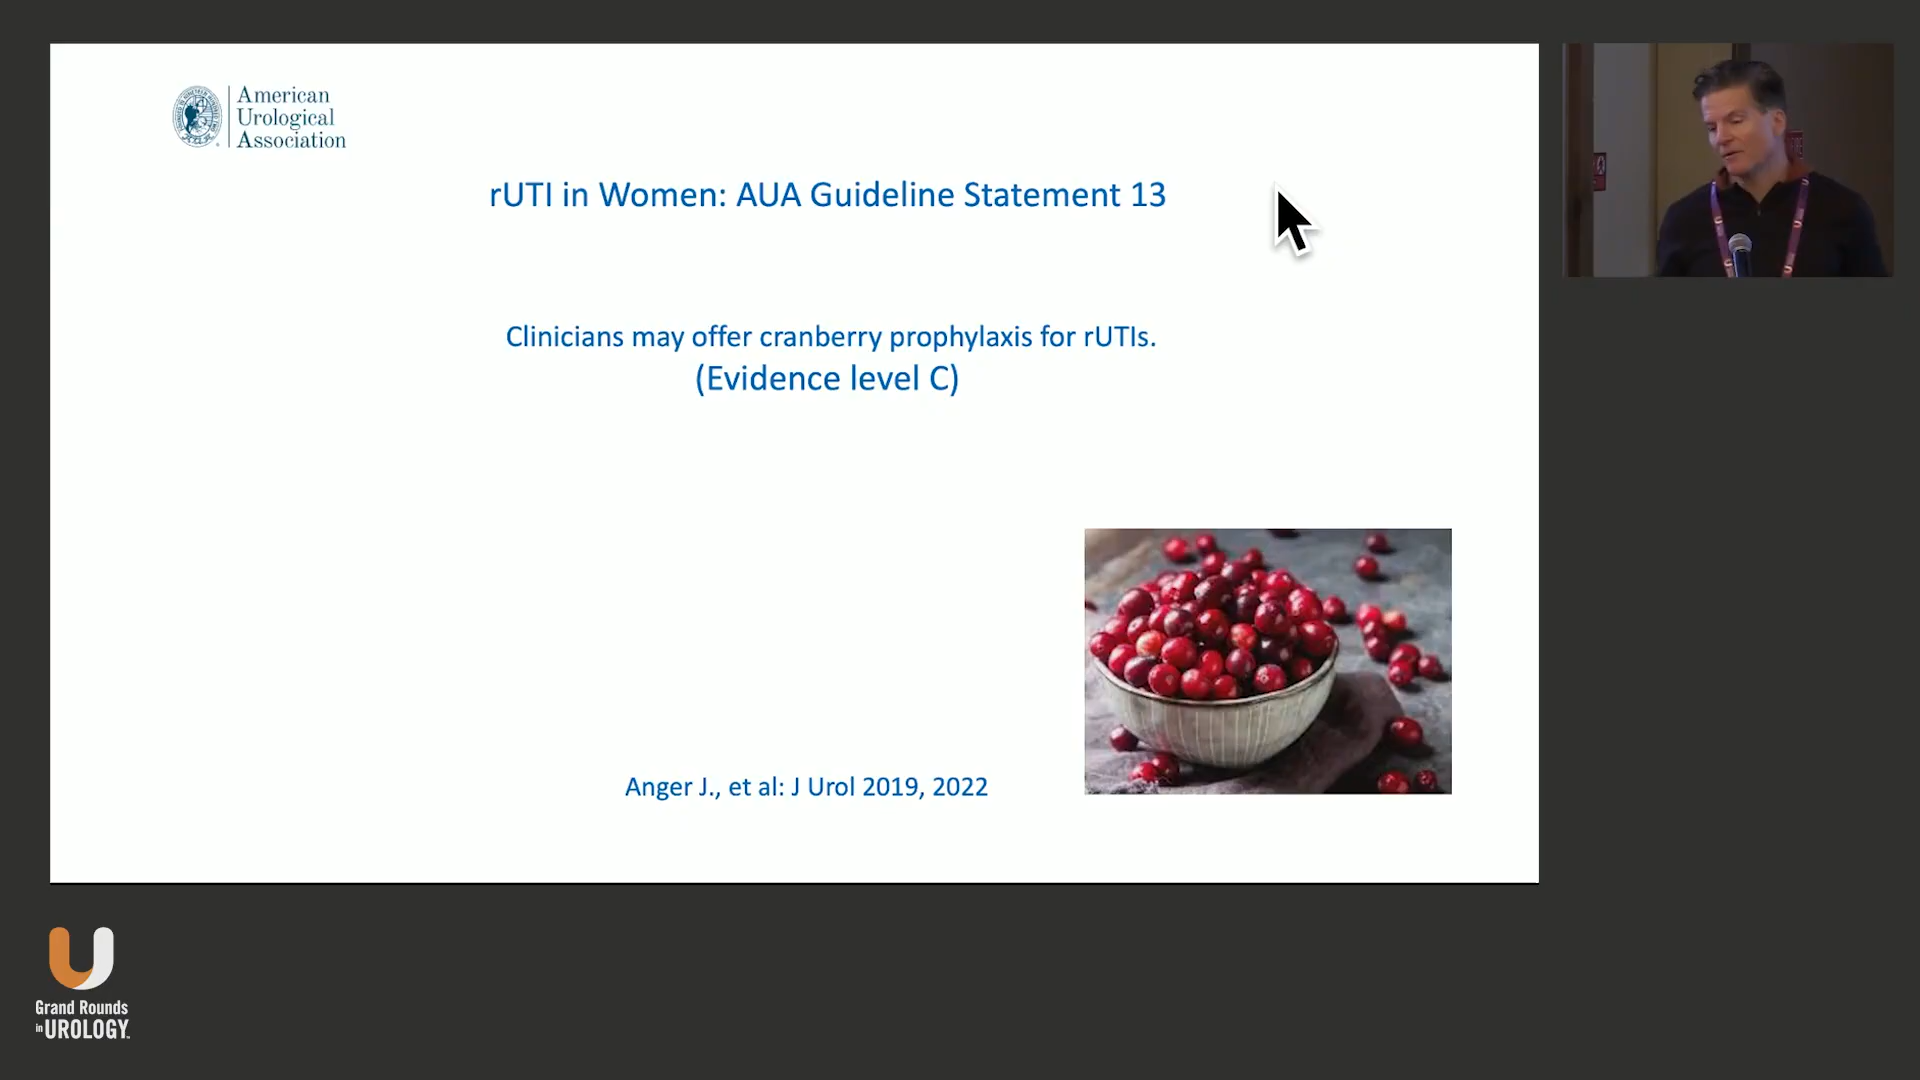 American
Urological
Association
rUTI in Women: AUA Guideline Statement 13
Clinicians may offer cranberry prophylaxis for rUTIs.
(Evidence level C)
Anger J., et al: J Urol 2019, 2022
Grand Rounds
in UROLOGY